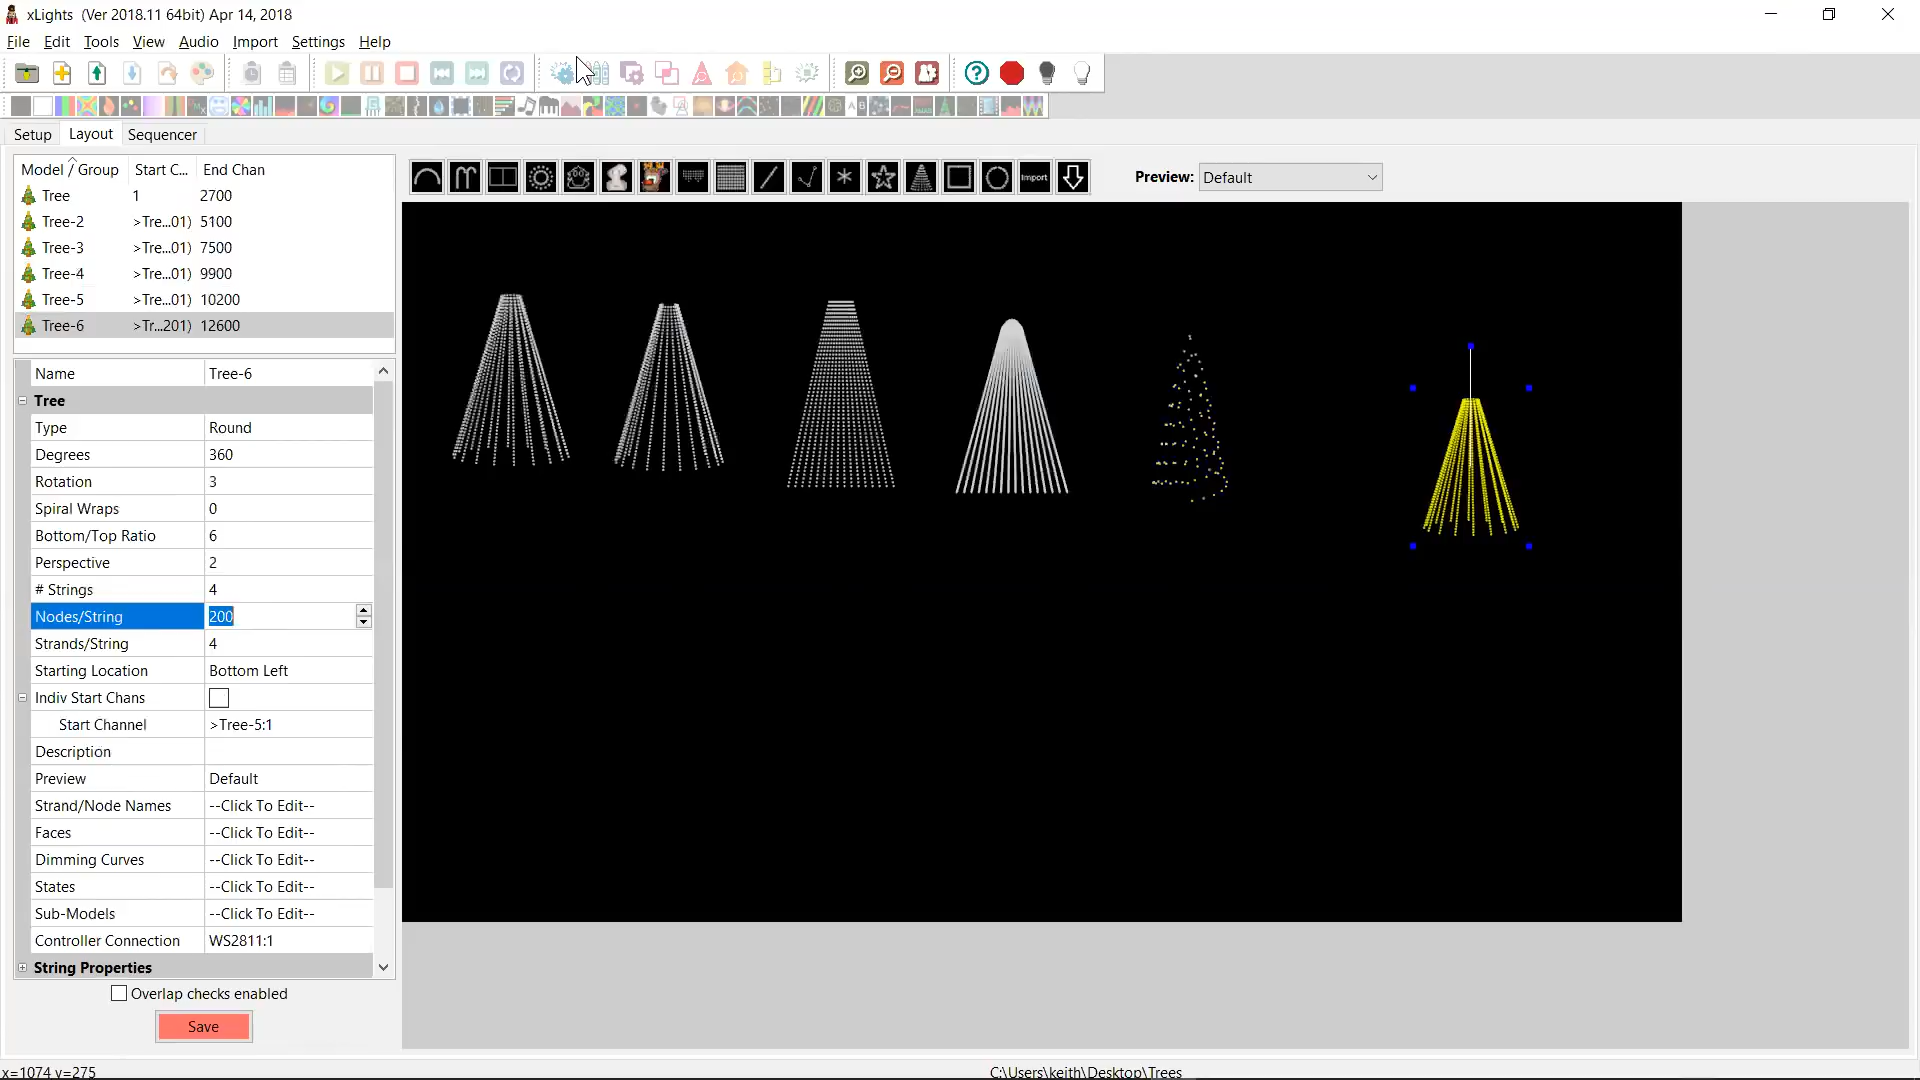 xLights (Ver 2018.11 64bit) Apr 14, 2018
File Edit Tools View Audio Import Settings Help
Setup Layout Sequencer
Model / Group Start C... End Chan
Tree 1 2700
Tree-2 >Tre...01) 5100
Tree-3 >Tre...01) 7500
Tree-4 >Tre...01) 9900
Tree-5 >Tre...01) 10200
Tree-6 >Tr...201) 12600
Import
Preview: Default
Name Tree-6
Tree
Type Round
Degrees 360
Rotation 3
Spiral Wraps 0
Bottom/Top Ratio 6
Perspective 2
# Strings 4
Nodes/String 200
Strands/String 4
Starting Location Bottom Left
Indiv Start Chans
Start Channel >Tree-5:1
Description
Preview Default
Strand/Node Names --Click To Edit--
Faces --Click To Edit--
Dimming Curves --Click To Edit--
States --Click To Edit--
Sub-Models --Click To Edit--
Controller Connection WS2811:1
String Properties
Overlap checks enabled
Save
x=1074 y=275 C:\Users\keith\Desktop\Trees